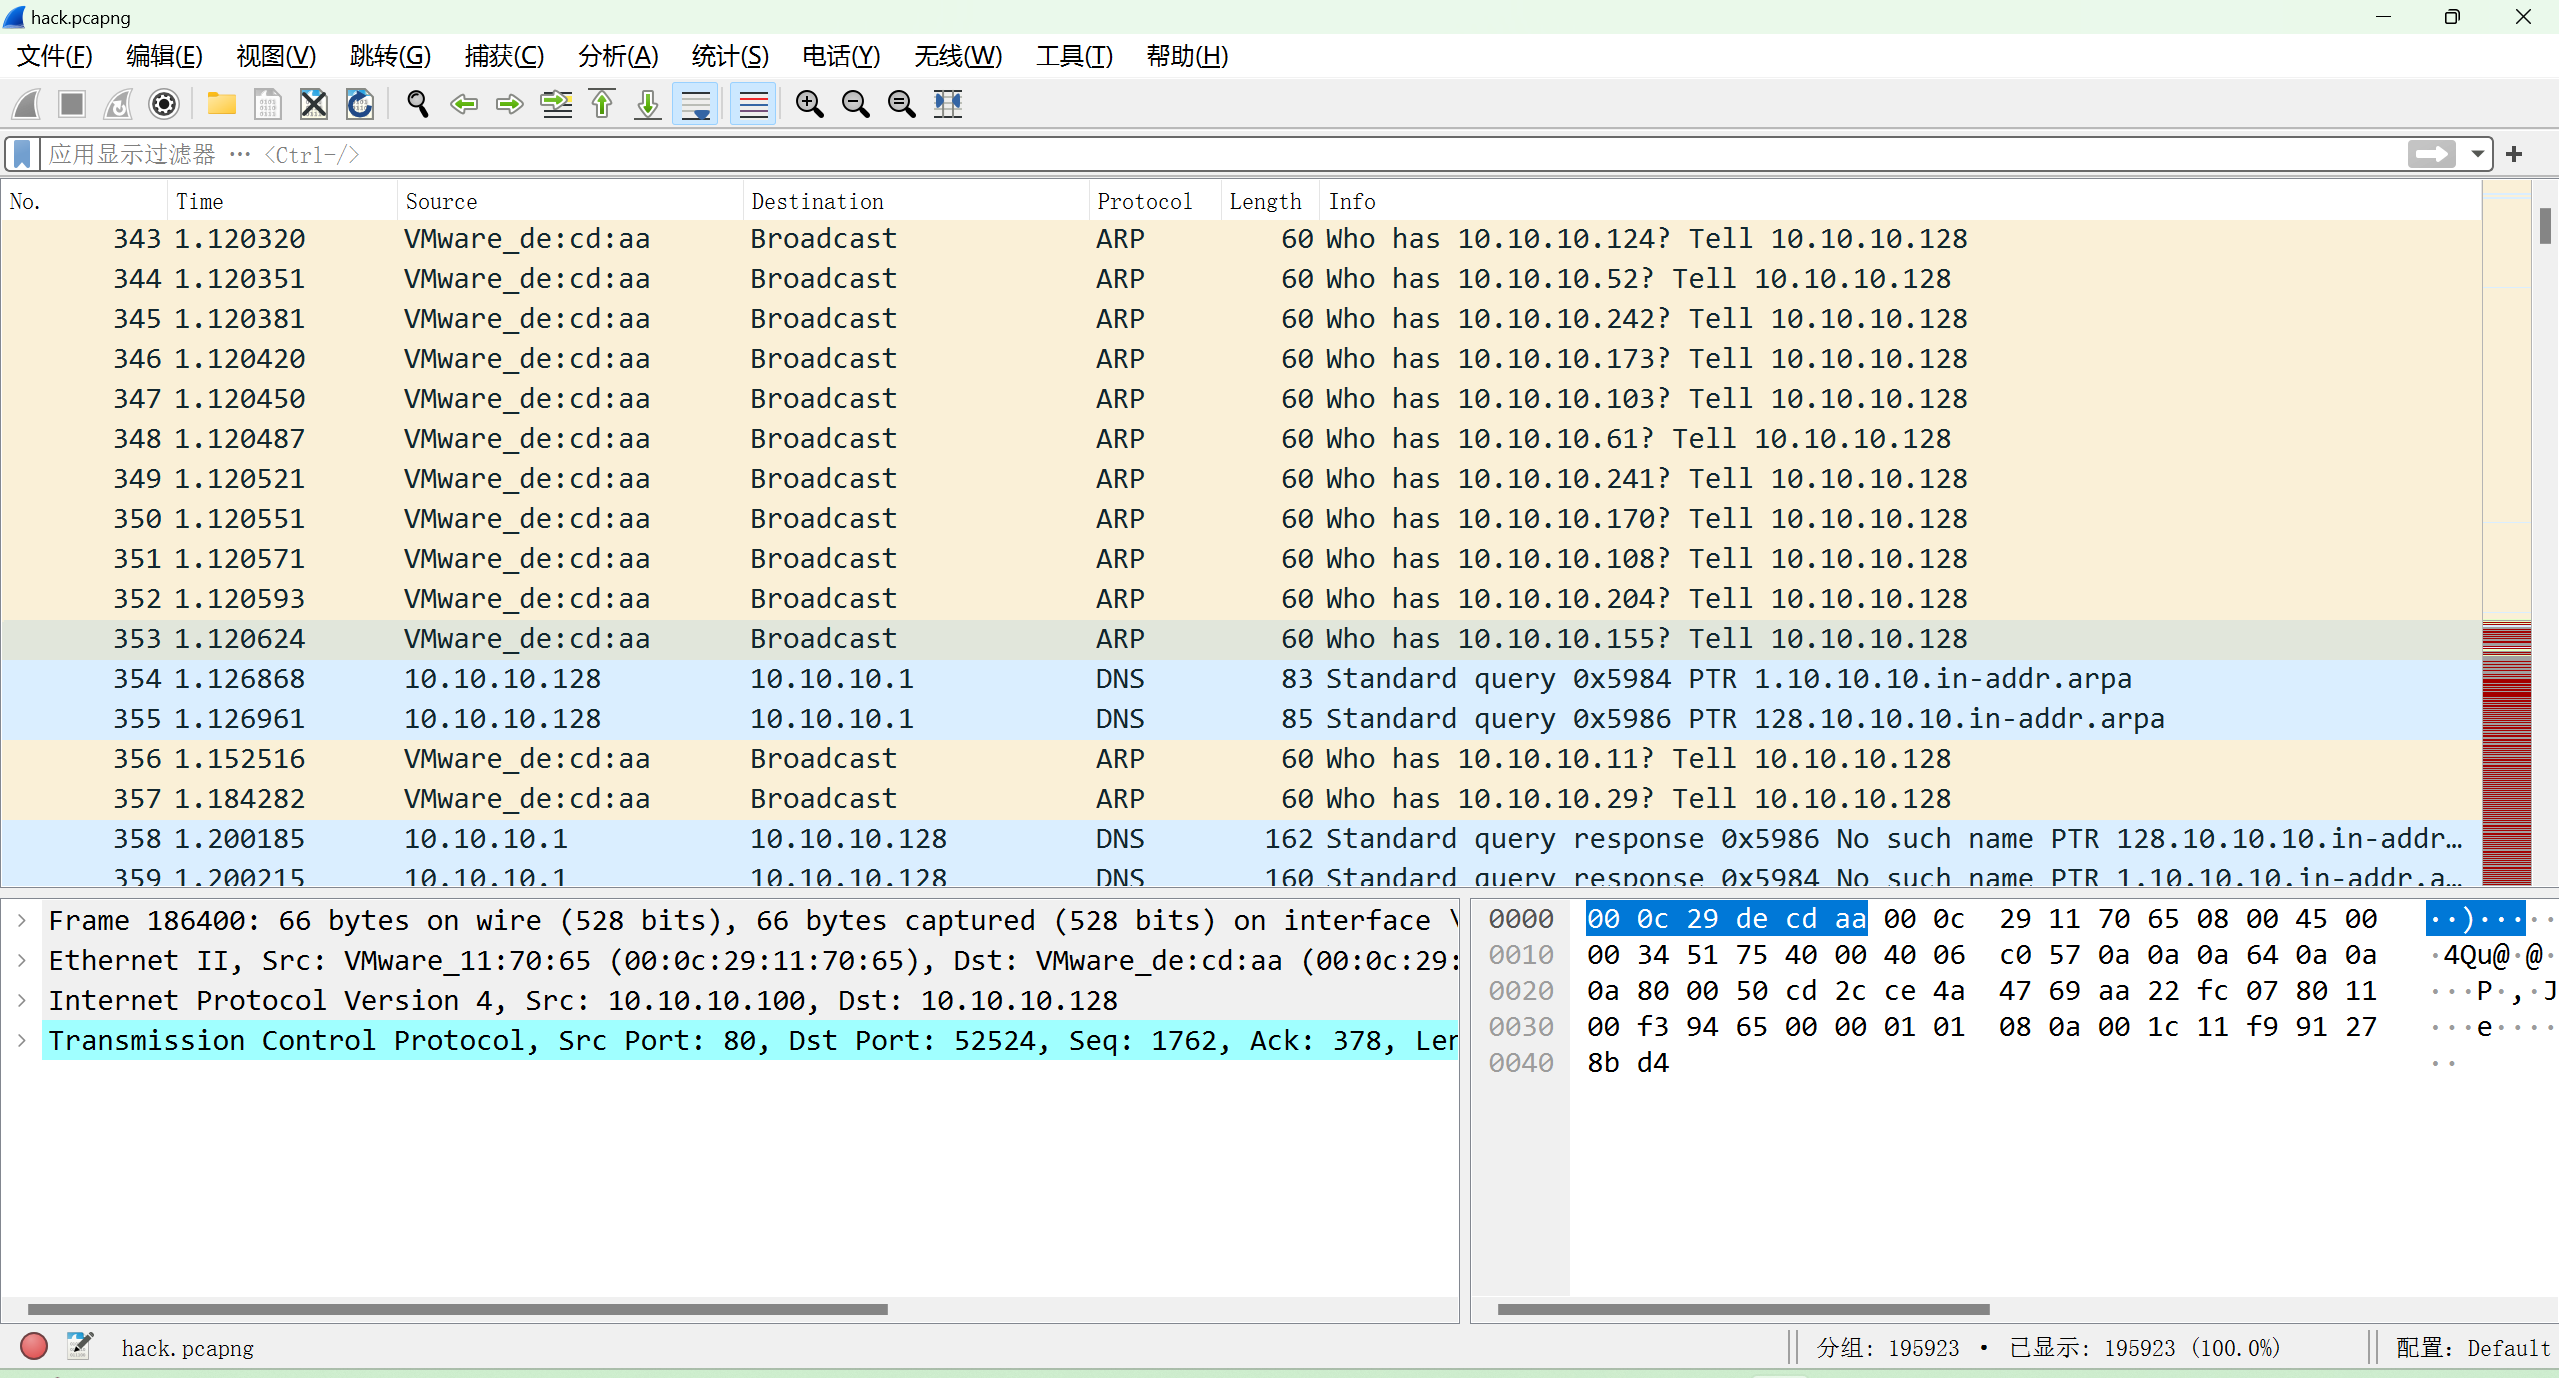 hack.pcapng
文件(F) 编辑(E) 视图(V) 跳转(G) 捕获(C) 分析(A) 统计(S) 电话(Y) 无线(W) 工具(T) 帮助(H)
应用显示过滤器 … <Ctrl-/>
No. Time Source Destination Protocol Length Info
343 1.120320 VMware_de:cd:aa Broadcast ARP 60 Who has 10.10.10.124? Tell 10.10.10.128
344 1.120351 VMware_de:cd:aa Broadcast ARP 60 Who has 10.10.10.52? Tell 10.10.10.128
345 1.120381 VMware_de:cd:aa Broadcast ARP 60 Who has 10.10.10.242? Tell 10.10.10.128
346 1.120420 VMware_de:cd:aa Broadcast ARP 60 Who has 10.10.10.173? Tell 10.10.10.128
347 1.120450 VMware_de:cd:aa Broadcast ARP 60 Who has 10.10.10.103? Tell 10.10.10.128
348 1.120487 VMware_de:cd:aa Broadcast ARP 60 Who has 10.10.10.61? Tell 10.10.10.128
349 1.120521 VMware_de:cd:aa Broadcast ARP 60 Who has 10.10.10.241? Tell 10.10.10.128
350 1.120551 VMware_de:cd:aa Broadcast ARP 60 Who has 10.10.10.170? Tell 10.10.10.128
351 1.120571 VMware_de:cd:aa Broadcast ARP 60 Who has 10.10.10.108? Tell 10.10.10.128
352 1.120593 VMware_de:cd:aa Broadcast ARP 60 Who has 10.10.10.204? Tell 10.10.10.128
353 1.120624 VMware_de:cd:aa Broadcast ARP 60 Who has 10.10.10.155? Tell 10.10.10.128
354 1.126868 10.10.10.128 10.10.10.1 DNS 83 Standard query 0x5984 PTR 1.10.10.10.in-addr.arpa
355 1.126961 10.10.10.128 10.10.10.1 DNS 85 Standard query 0x5986 PTR 128.10.10.10.in-addr.arpa
356 1.152516 VMware_de:cd:aa Broadcast ARP 60 Who has 10.10.10.11? Tell 10.10.10.128
357 1.184282 VMware_de:cd:aa Broadcast ARP 60 Who has 10.10.10.29? Tell 10.10.10.128
358 1.200185 10.10.10.1 10.10.10.128 DNS 162 Standard query response 0x5986 No such name PTR 128.10.10.10.in-addr…
359 1.200215 10.10.10.1 10.10.10.128 DNS 160 Standard query response 0x5984 No such name PTR 1.10.10.10.in-addr.a…
Frame 186400: 66 bytes on wire (528 bits), 66 bytes captured (528 bits) on interface \
Ethernet II, Src: VMware_11:70:65 (00:0c:29:11:70:65), Dst: VMware_de:cd:aa (00:0c:29:
Internet Protocol Version 4, Src: 10.10.10.100, Dst: 10.10.10.128
Transmission Control Protocol, Src Port: 80, Dst Port: 52524, Seq: 1762, Ack: 378, Ler
0000 00 0c 29 de cd aa 00 0c 29 11 70 65 08 00 45 00 ··)·····
0010 00 34 51 75 40 00 40 06 c0 57 0a 0a 0a 64 0a 0a ·4Qu@·@·
0020 0a 80 00 50 cd 2c ce 4a 47 69 aa 22 fc 07 80 11 ···P·,·J
0030 00 f3 94 65 00 00 01 01 08 0a 00 1c 11 f9 91 27 ···e····
0040 8b d4 ··
hack.pcapng 分组: 195923 · 已显示: 195923 (100.0%) 配置: Default